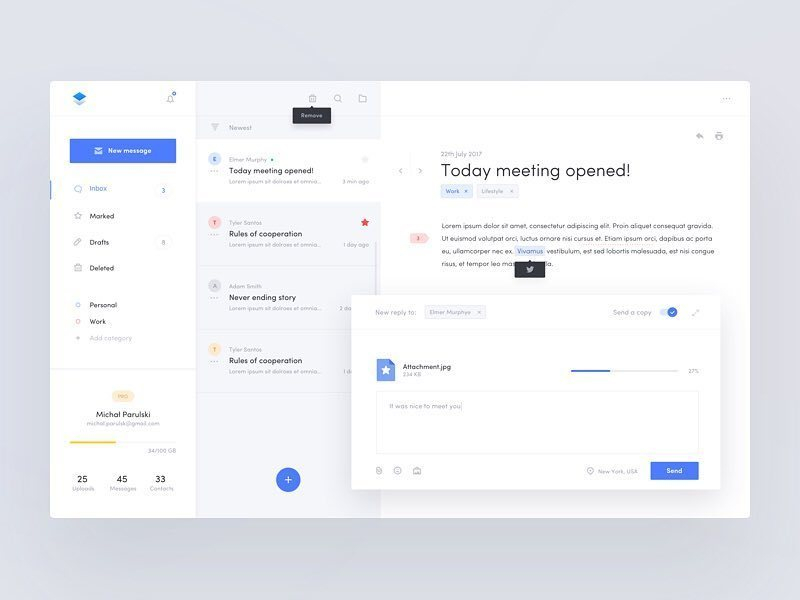 New message
Inbox
3
Marked
Drafts
8
Deleted
Personal
Work
Add category
PRO
Michał Parulski
michal.parulski@gmail.com
34/100 GB
25
Uploads
45
Messages
33
Contacts
Remove
Newest
E
Elmer Murphy
Today meeting opened!
Lorem ipsum sit dolroes et omnia...
3 min ago
T
Tyler Santos
Rules of cooperation
Lorem ipsum sit dolroes et omnia...
1 day ago
A
Adam Smith
Never ending story
Lorem ipsum sit dolroes et omnia...
2 da
T
Tyler Santos
Rules of cooperation
Lorem ipsum sit dolroes et omnia...
1 d
22th July 2017
Today meeting opened!
Work
Lifestyle
3
Lorem ipsum dolor sit amet, consectetur adipiscing elit. Proin aliquet consequat gravida.
Ut euismod volutpat orci, luctus ornare nisi cursus et. Etiam ipsum orci, dapibus ac porta
eu, ullamcorper nec ex. Vivamus vestibulum, est sed lobortis malesuada, est nisi congue
risus, et tempor leo mas a.
New reply to:
Elmer Murphye
Send a copy
Attachment.jpg
234 KB
27%
It was nice to meet you
New-York, USA
Send